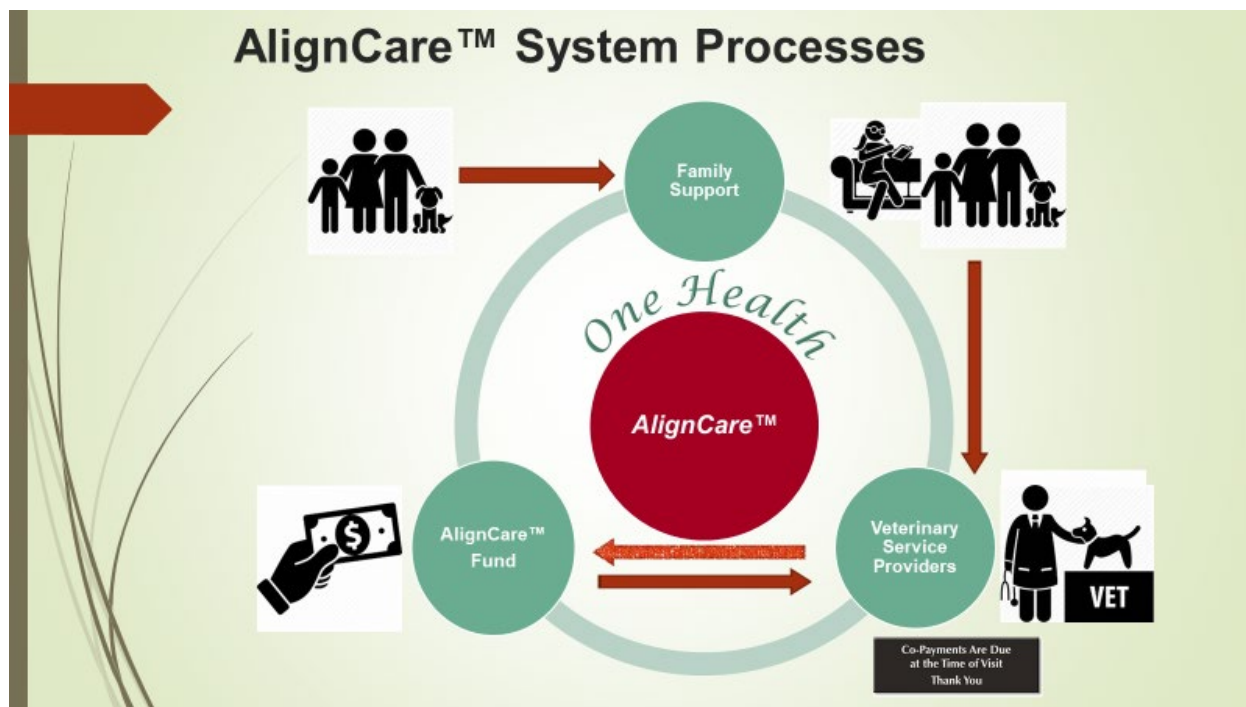 AlignCare™ System Processes
Family
Support
One Health
AlignCare™
AlignCare™
Fund
$
Veterinary
Service
Providers
VET
Co-Payments Are Due
at the Time of Visit
Thank You